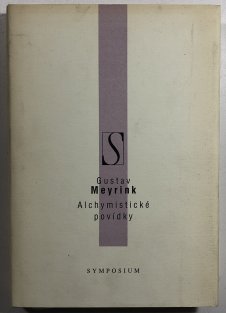 S
Gustav
Meyrink
Alchymistické
povídky
SYMPOSIUM